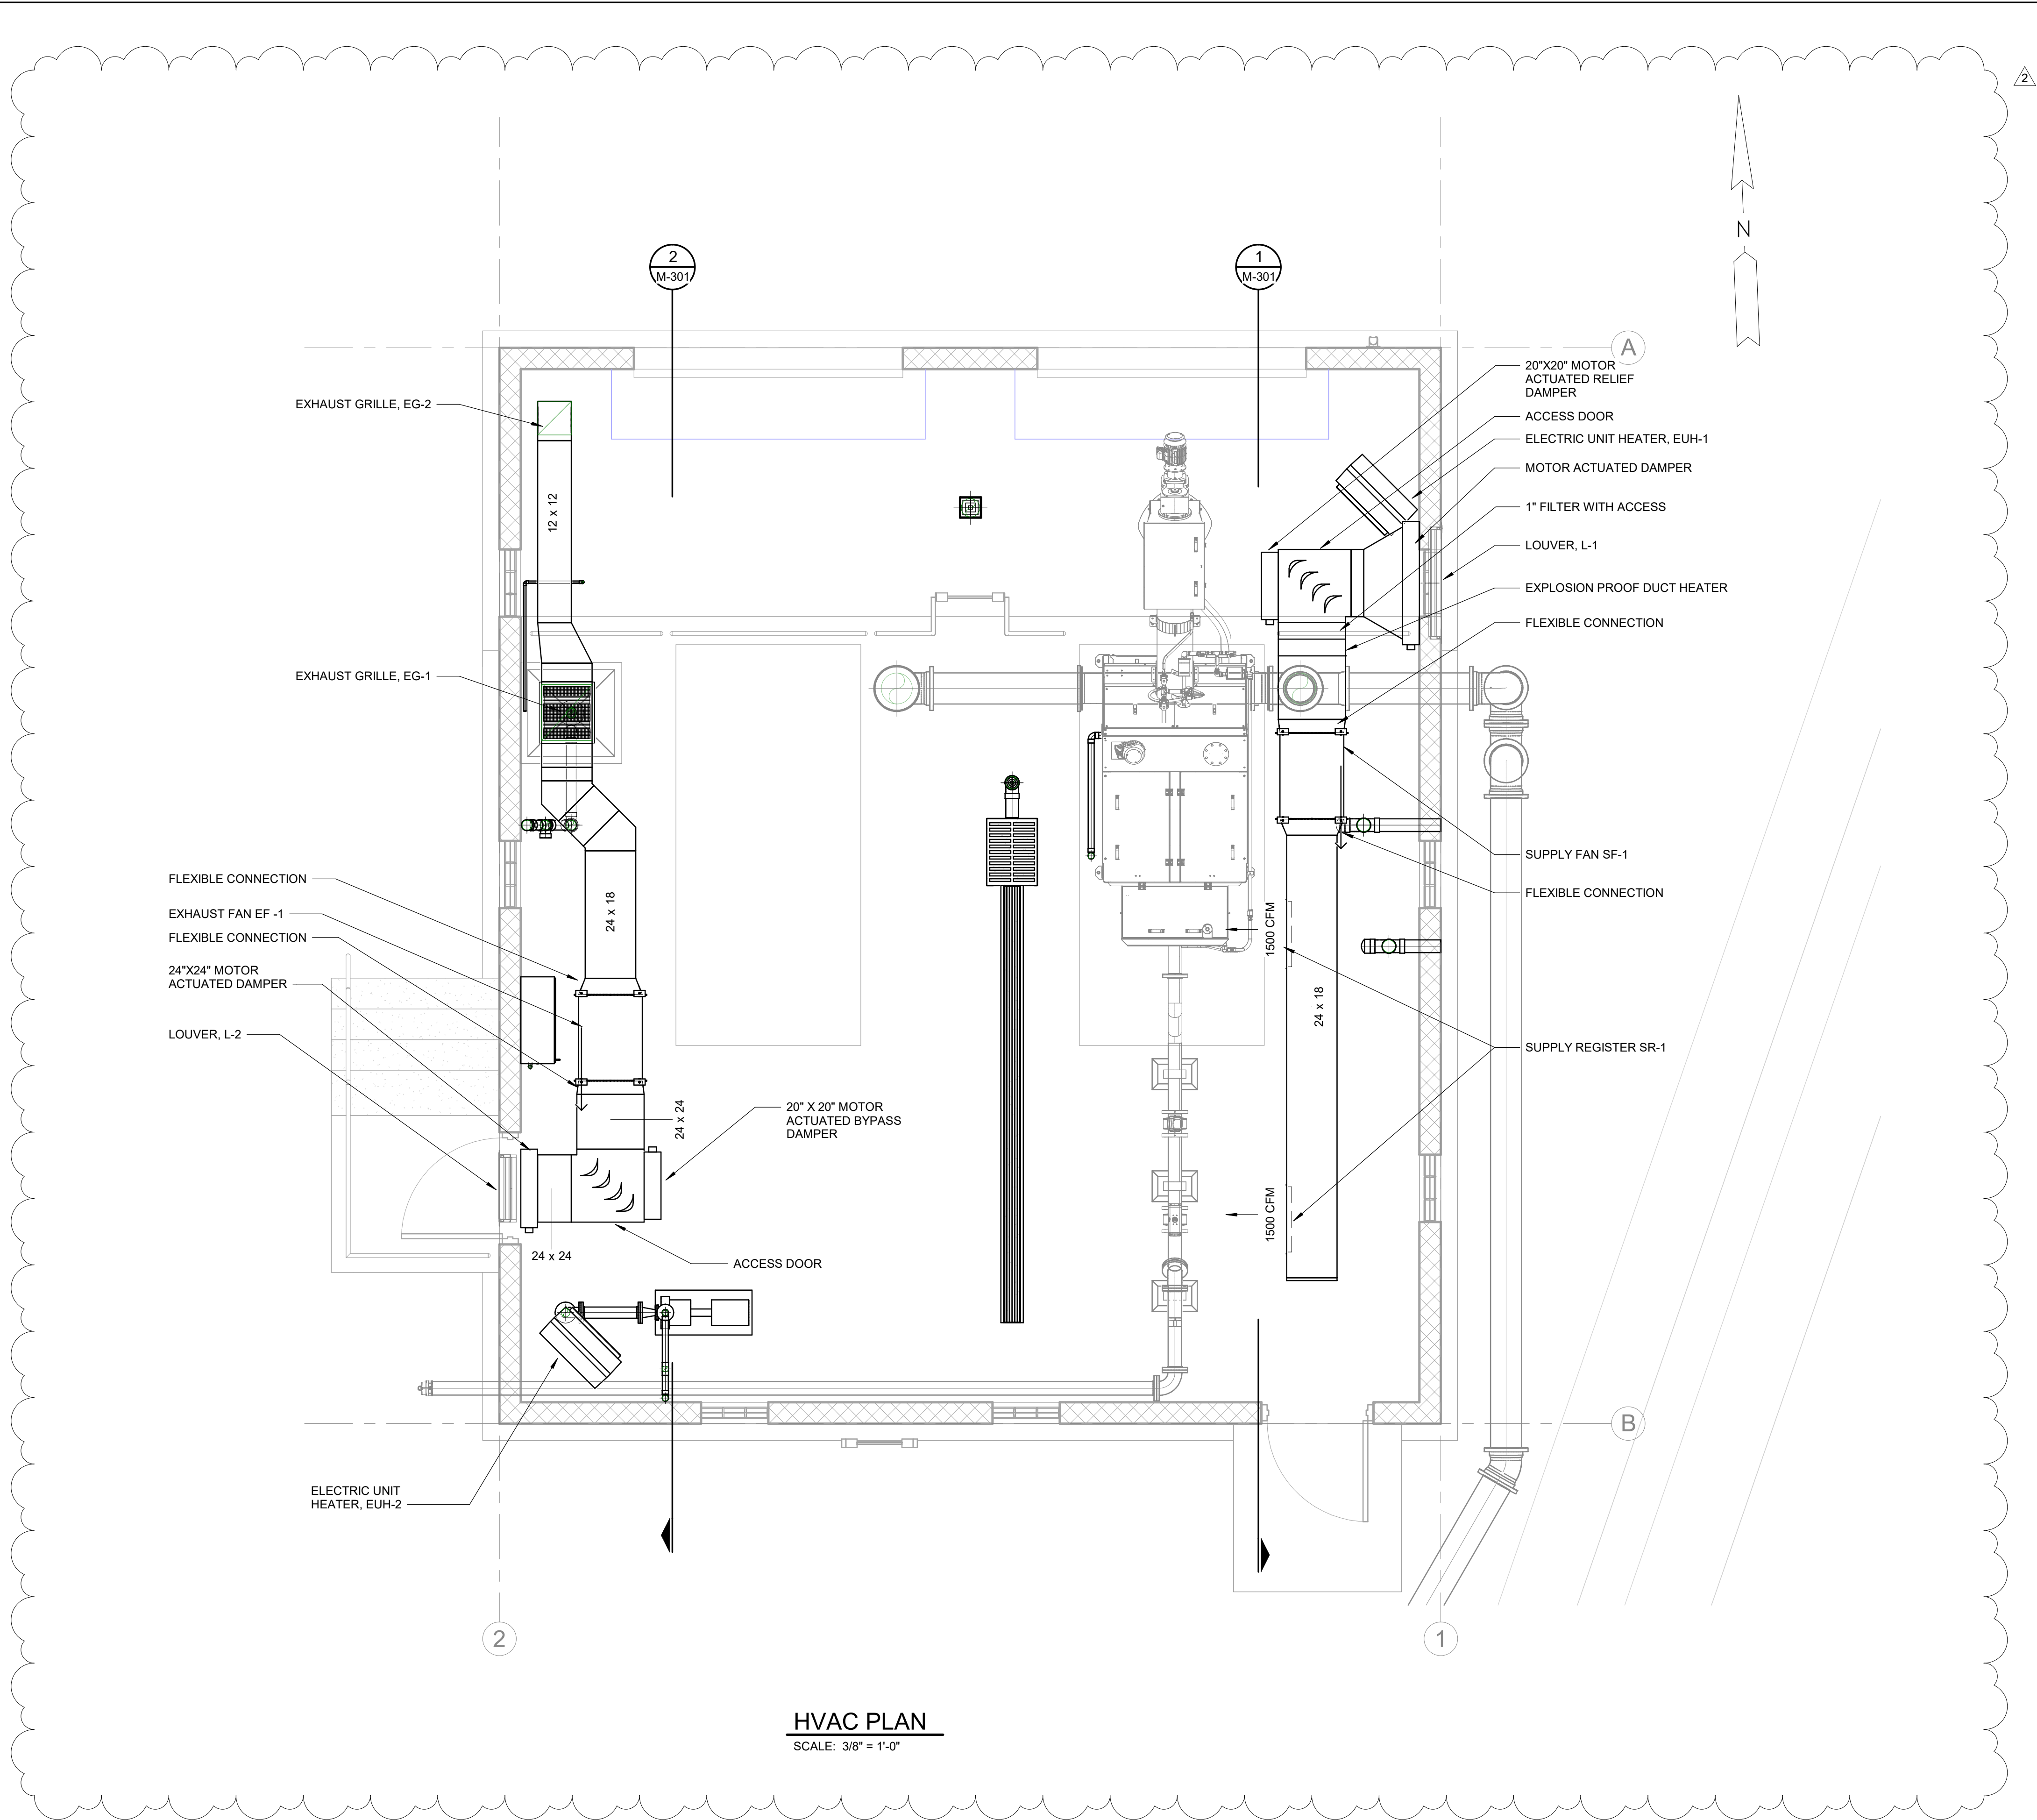 2
2
M-301
1
M-301
N
A
20"X20" MOTOR
ACTUATED RELIEF
DAMPER
EXHAUST GRILLE, EG-2
ACCESS DOOR
ELECTRIC UNIT HEATER, EUH-1
MOTOR ACTUATED DAMPER
12 x 12
1" FILTER WITH ACCESS
LOUVER, L-1
EXPLOSION PROOF DUCT HEATER
FLEXIBLE CONNECTION
EXHAUST GRILLE, EG-1
SUPPLY FAN SF-1
FLEXIBLE CONNECTION
FLEXIBLE CONNECTION
EXHAUST FAN EF -1
FLEXIBLE CONNECTION
24"X24" MOTOR
ACTUATED DAMPER
LOUVER, L-2
24 x 18
1500 CFM
24 x 18
SUPPLY REGISTER SR-1
24 x 24
20" X 20" MOTOR
ACTUATED BYPASS
DAMPER
1500 CFM
24 x 24
ACCESS DOOR
B
ELECTRIC UNIT
HEATER, EUH-2
2
1
HVAC PLAN
SCALE: 3/8" = 1'-0"